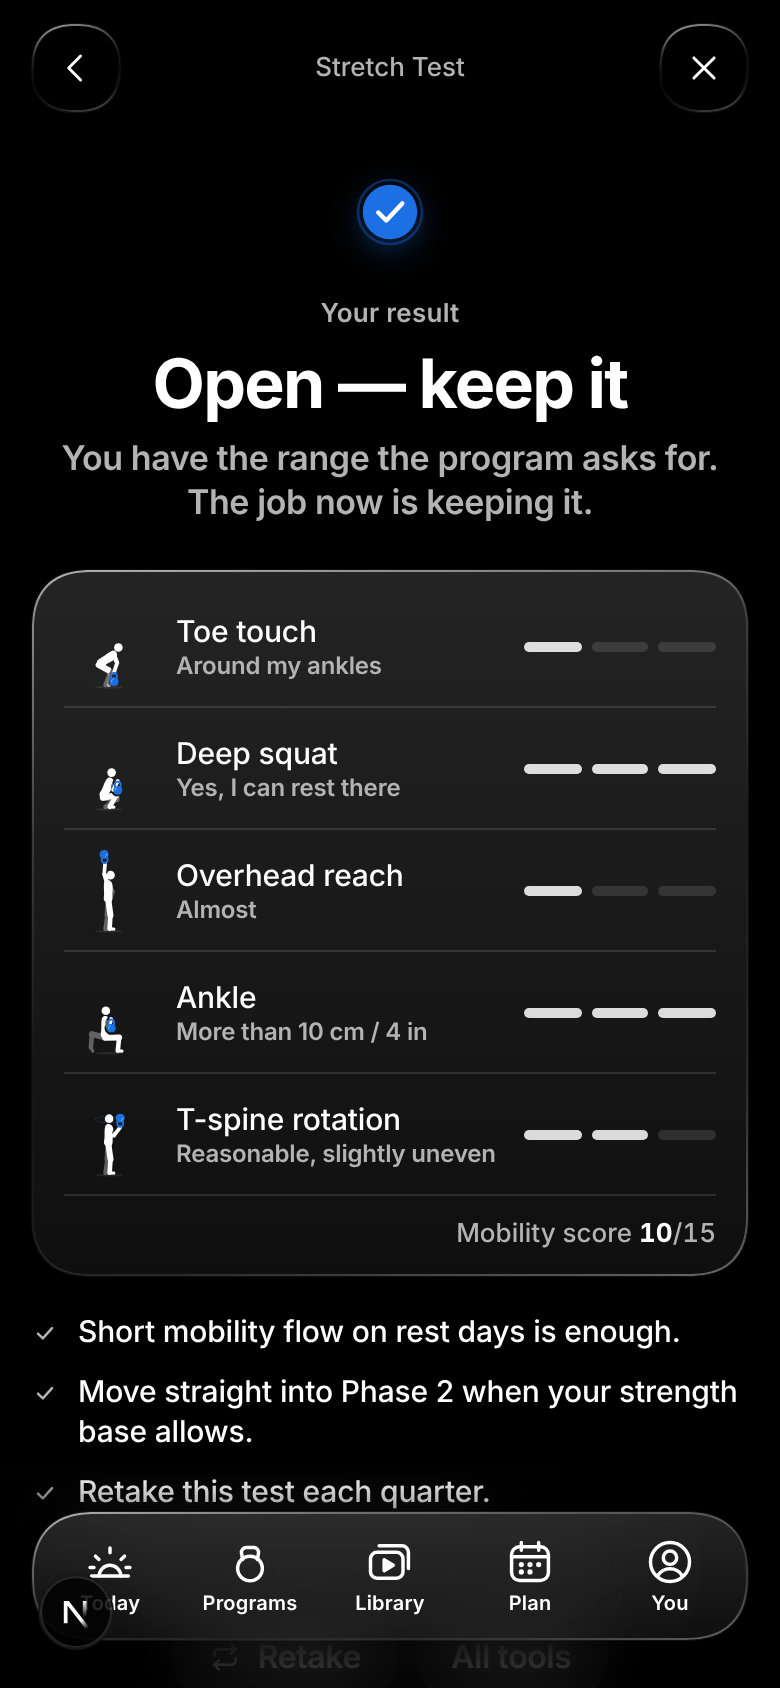 Stretch Test
Your result
Open — keep it
You have the range the program asks for.
The job now is keeping it.
Toe touch
Around my ankles
Deep squat
Yes, I can rest there
Overhead reach
Almost
Ankle
More than 10 cm / 4 in
T-spine rotation
Reasonable, slightly uneven
Mobility score 10/15
Short mobility flow on rest days is enough.
Move straight into Phase 2 when your strength
base allows.
Retake this test each quarter.
Today
Programs
Library
Plan
You
N
Retake
All tools